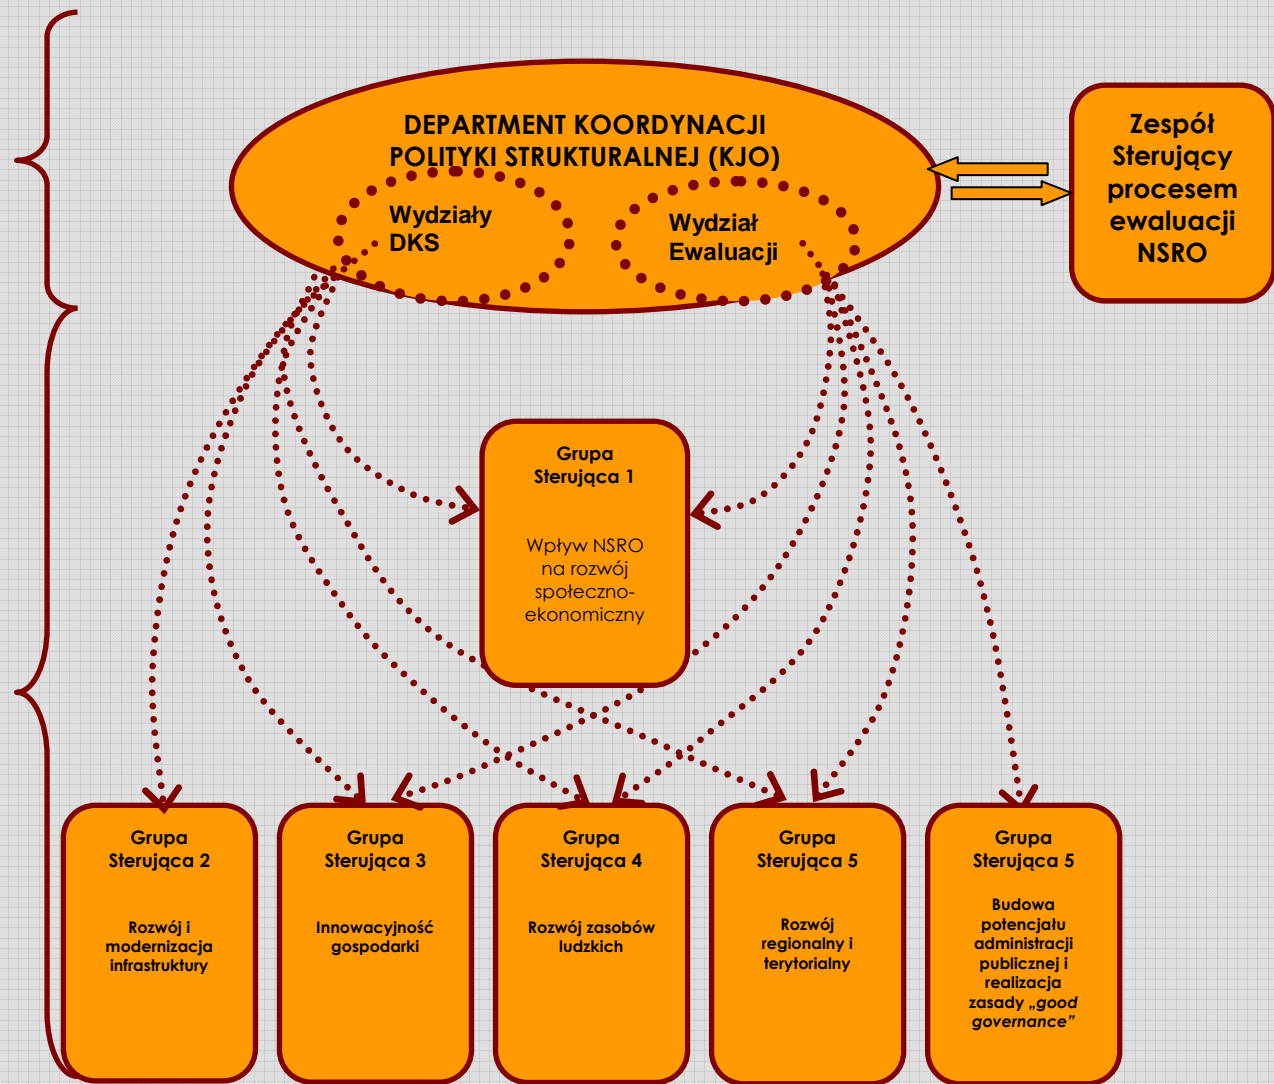 DEPARTMENT KOORDYNACJI
POLITYKI STRUKTURALNEJ (KJO)
Wydziały
DKS
Wydział
Ewaluacji
Zespół
Sterujący
procesem
ewaluacji
NSRO
Grupa
Sterująca 1
Wpływ NSRO
na rozwój
społeczno-
ekonomiczny
Grupa
Sterująca 2
Rozwój i
modernizacja
infrastruktury
Grupa
Sterująca 3
Innowacyjność
gospodarki
Grupa
Sterująca 4
Rozwój zasobów
ludzkich
Grupa
Sterująca 5
Rozwój
regionalny i
terytorialny
Grupa
Sterująca 5
Budowa
potencjału
administracji
publicznej i
realizacja
zasady „good
governance”